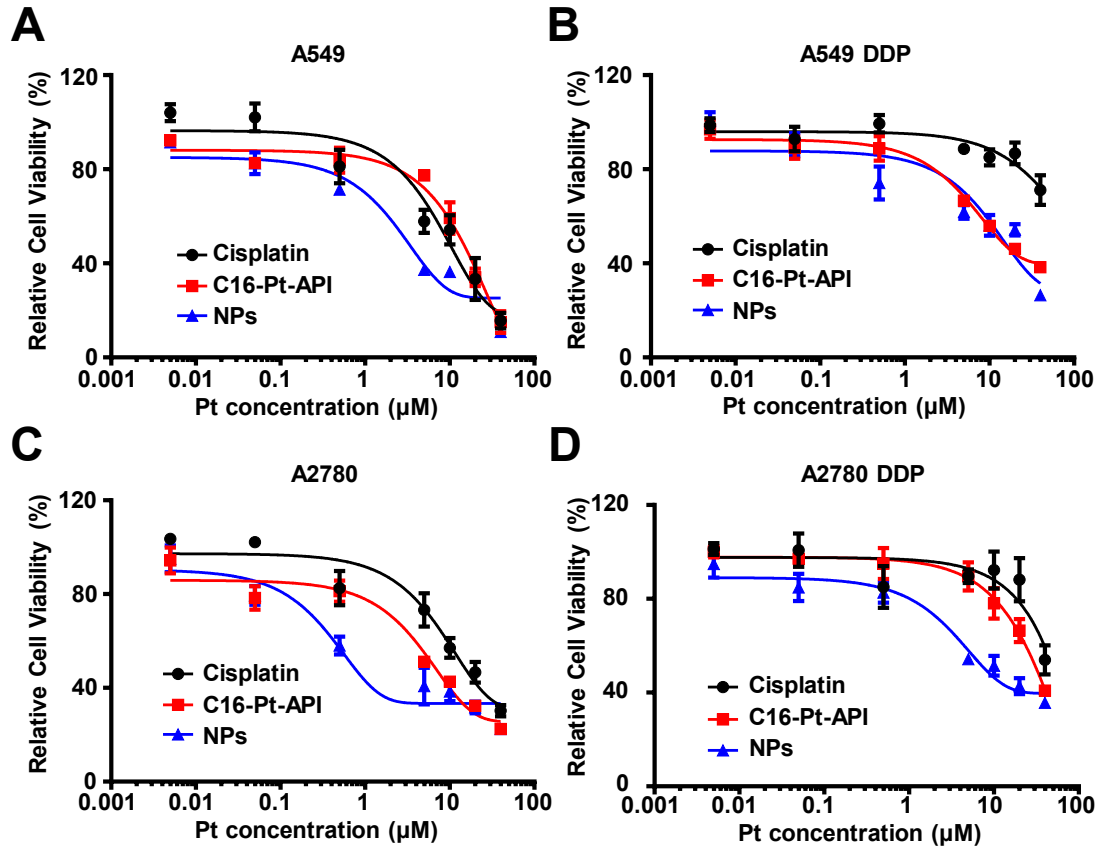 A
A549
Relative Cell Viability (%)
120
80
40
0
Cisplatin
C16-Pt-API
NPs
0.001 0.01 0.1 1 10 100
Pt concentration (µM)
B
A549 DDP
Relative Cell Viability (%)
120
80
40
0
Cisplatin
C16-Pt-API
NPs
0.001 0.01 0.1 1 10 100
Pt concentration (µM)
C
A2780
Relative Cell Viability (%)
120
80
40
0
Cisplatin
C16-Pt-API
NPs
0.001 0.01 0.1 1 10 100
Pt concentration (µM)
D
A2780 DDP
Relative Cell Viability (%)
120
80
40
0
Cisplatin
C16-Pt-API
NPs
0.001 0.01 0.1 1 10 100
Pt concentration (µM)